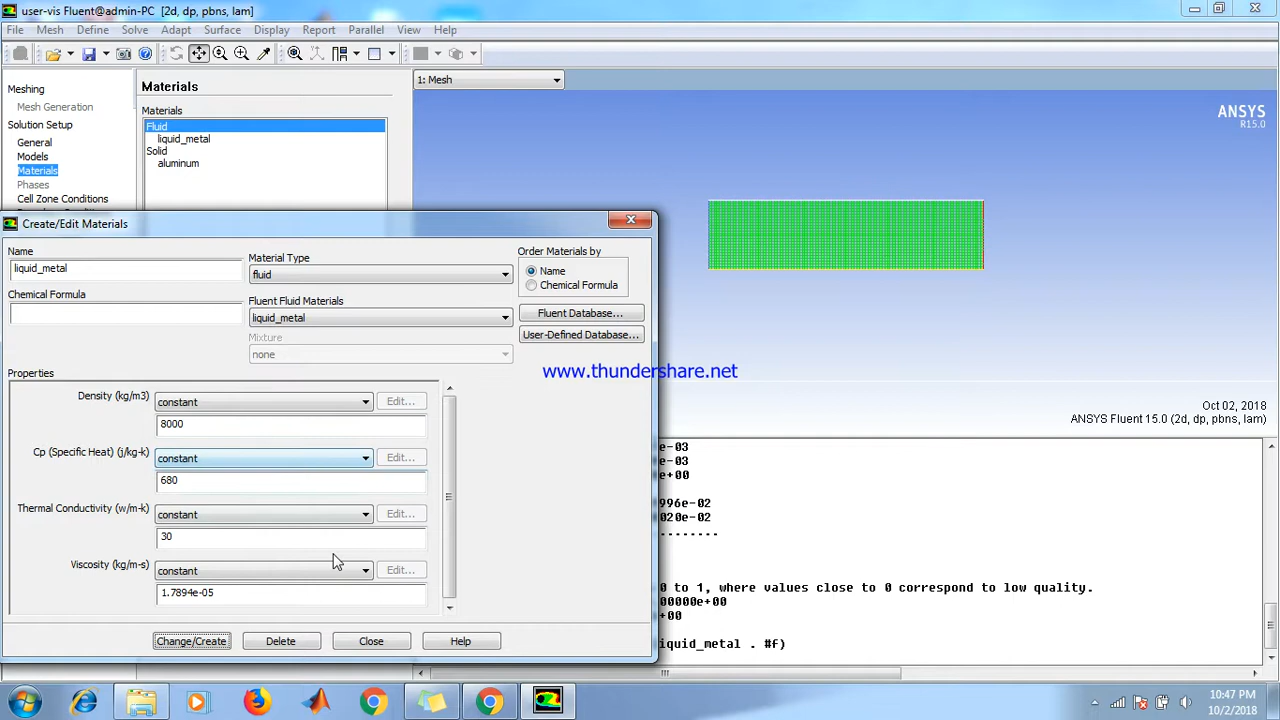 user-vis Fluent@admin-PC [2d, dp, pbns, lam]
File Mesh Define Solve Adapt Surface Display Report Parallel View Help
Meshing
Mesh Generation
Solution Setup
General
Models
Materials
Phases
Cell Zone Conditions
Materials
Materials
Fluid
liquid_metal
Solid
aluminum
1: Mesh
ANSYS
R15.0
Create/Edit Materials
Name
liquid_metal
Chemical Formula
Material Type
fluid
Fluent Fluid Materials
liquid_metal
Mixture
none
Order Materials by
Name
Chemical Formula
Fluent Database...
User-Defined Database...
www.thundershare.net
Properties
Density (kg/m3)
constant
Edit...
8000
Cp (Specific Heat) (j/kg-k)
constant
Edit...
680
Thermal Conductivity (w/m-k)
constant
Edit...
30
Viscosity (kg/m-s)
constant
Edit...
1.7894e-05
Change/Create
Delete
Close
Help
Oct 02, 2018
ANSYS Fluent 15.0 (2d, dp, pbns, lam)
e-03
e-03
e+00
996e-02
020e-02
--------
0 to 1, where values close to 0 correspond to low quality.
00000e+00
+00
iquid_metal . #f)
10:47 PM
10/2/2018